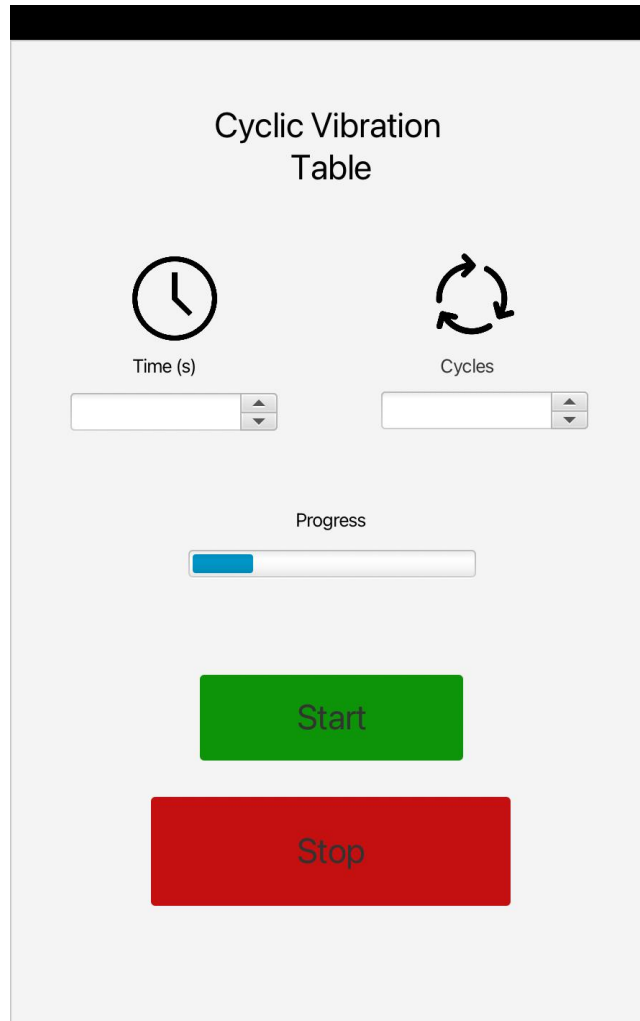 Cyclic Vibration
Table
Time (s)
Cycles
Progress
Start
Stop